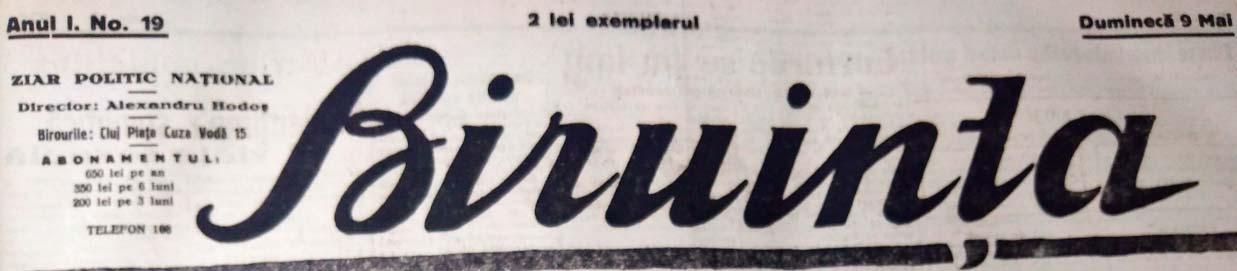 Anul I. No. 19
2 lei exemplarul
Duminecă 9 Mai
ZIAR POLITIC NAȚIONAL
Director: Alexandru Hodoș
Birourile: Cluj Piața Cuza Vodă 15
ABONAMENTUL:
650 lei pe an
350 lei pe 6 luni
200 lei pe 3 luni
TELEFON 108
Biruința